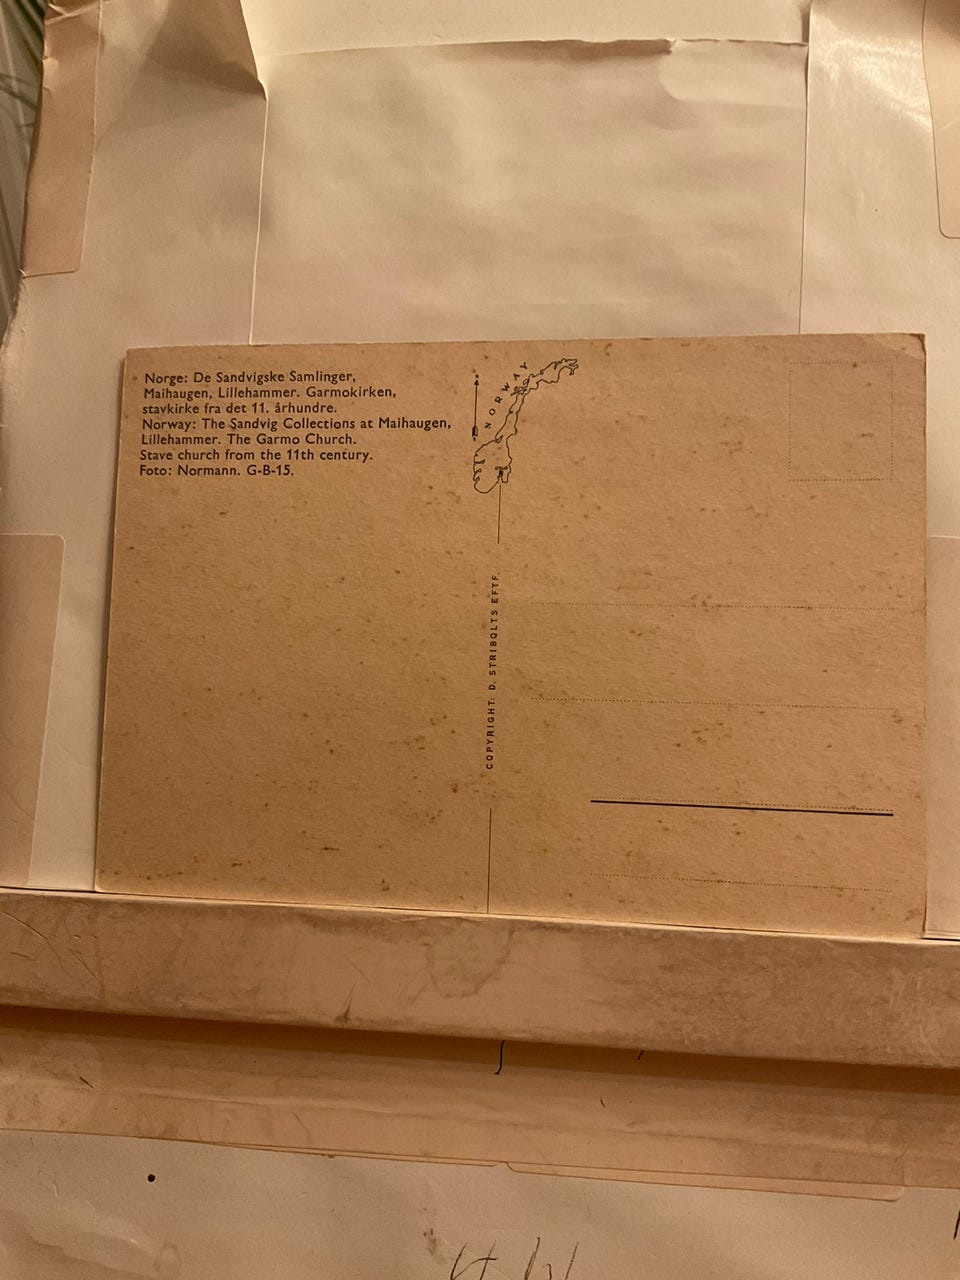 Norge: De Sandvigske Samlinger,
Maihaugen, Lillehammer. Garmokirken,
stavkirke fra det 11. århundre.
Norway: The Sandvig Collections at Maihaugen,
Lillehammer. The Garmo Church.
Stave church from the 11th century.
Foto: Normann. G-B-15.
NORWAY
OSLO
COPYRIGHT: D. STRIBOLTS EFTF.